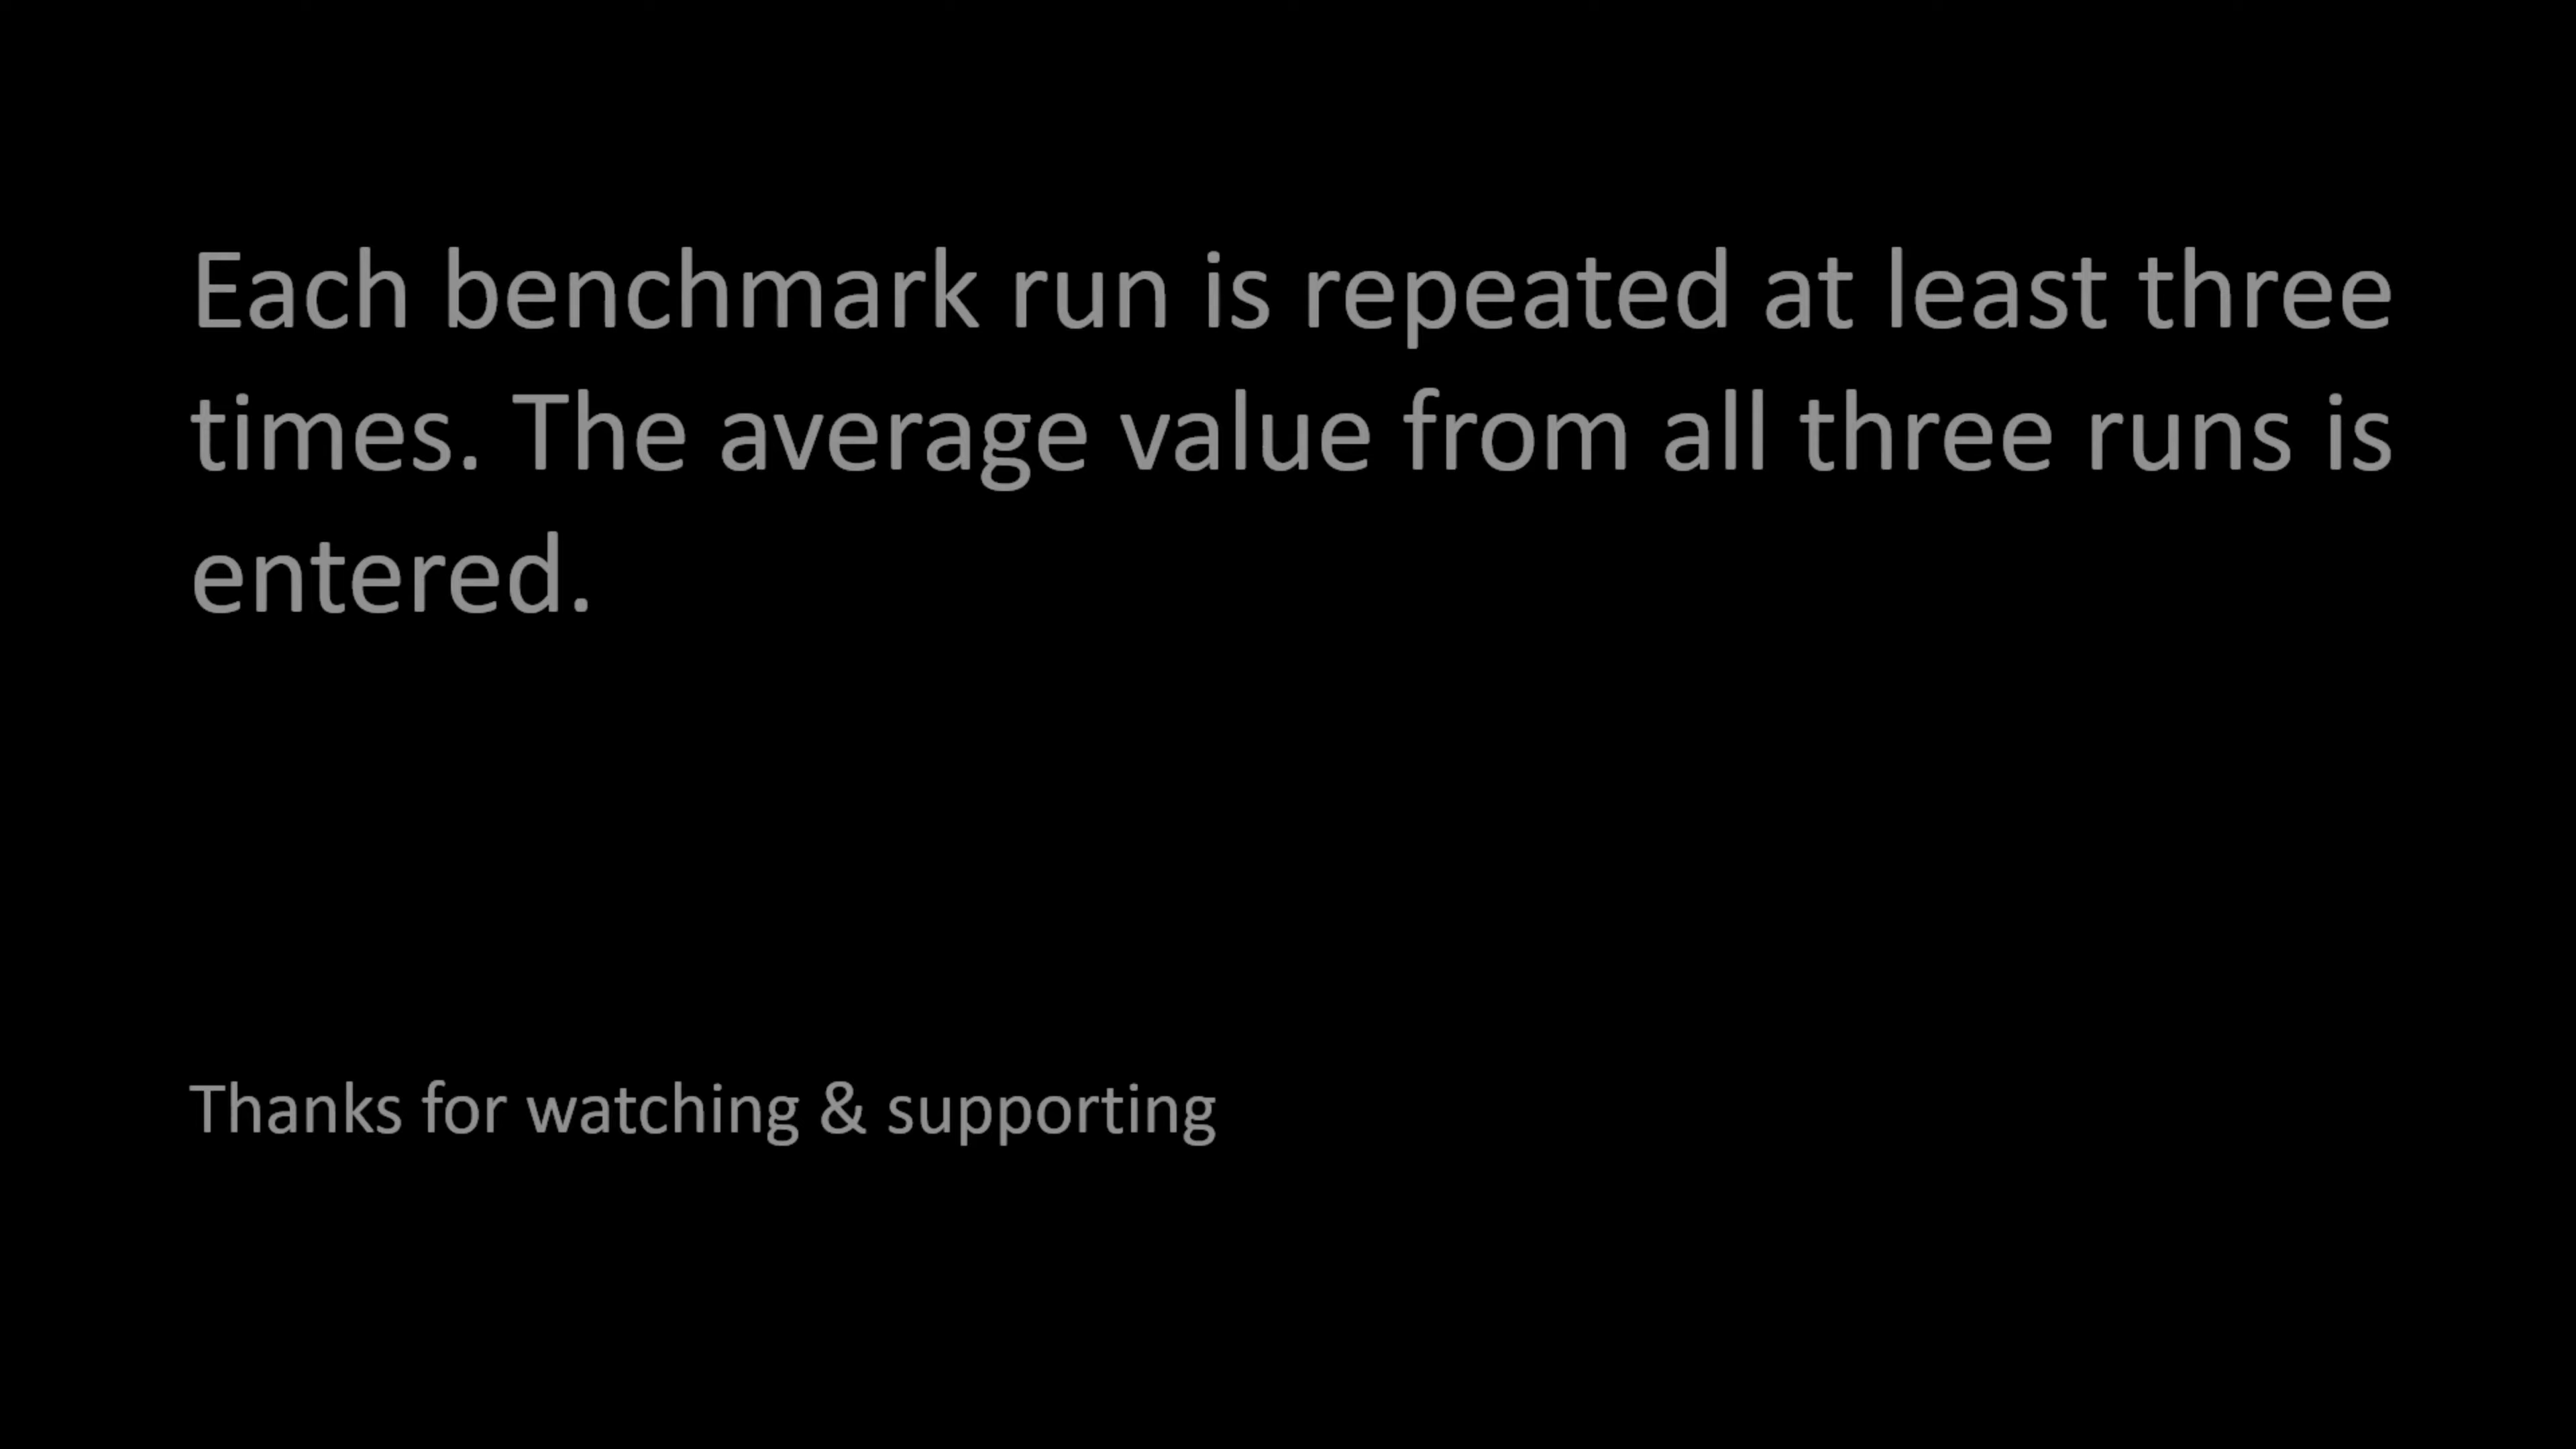 Each benchmark run is repeated at least three
times. The average value from all three runs is
entered.
Thanks for watching & supporting